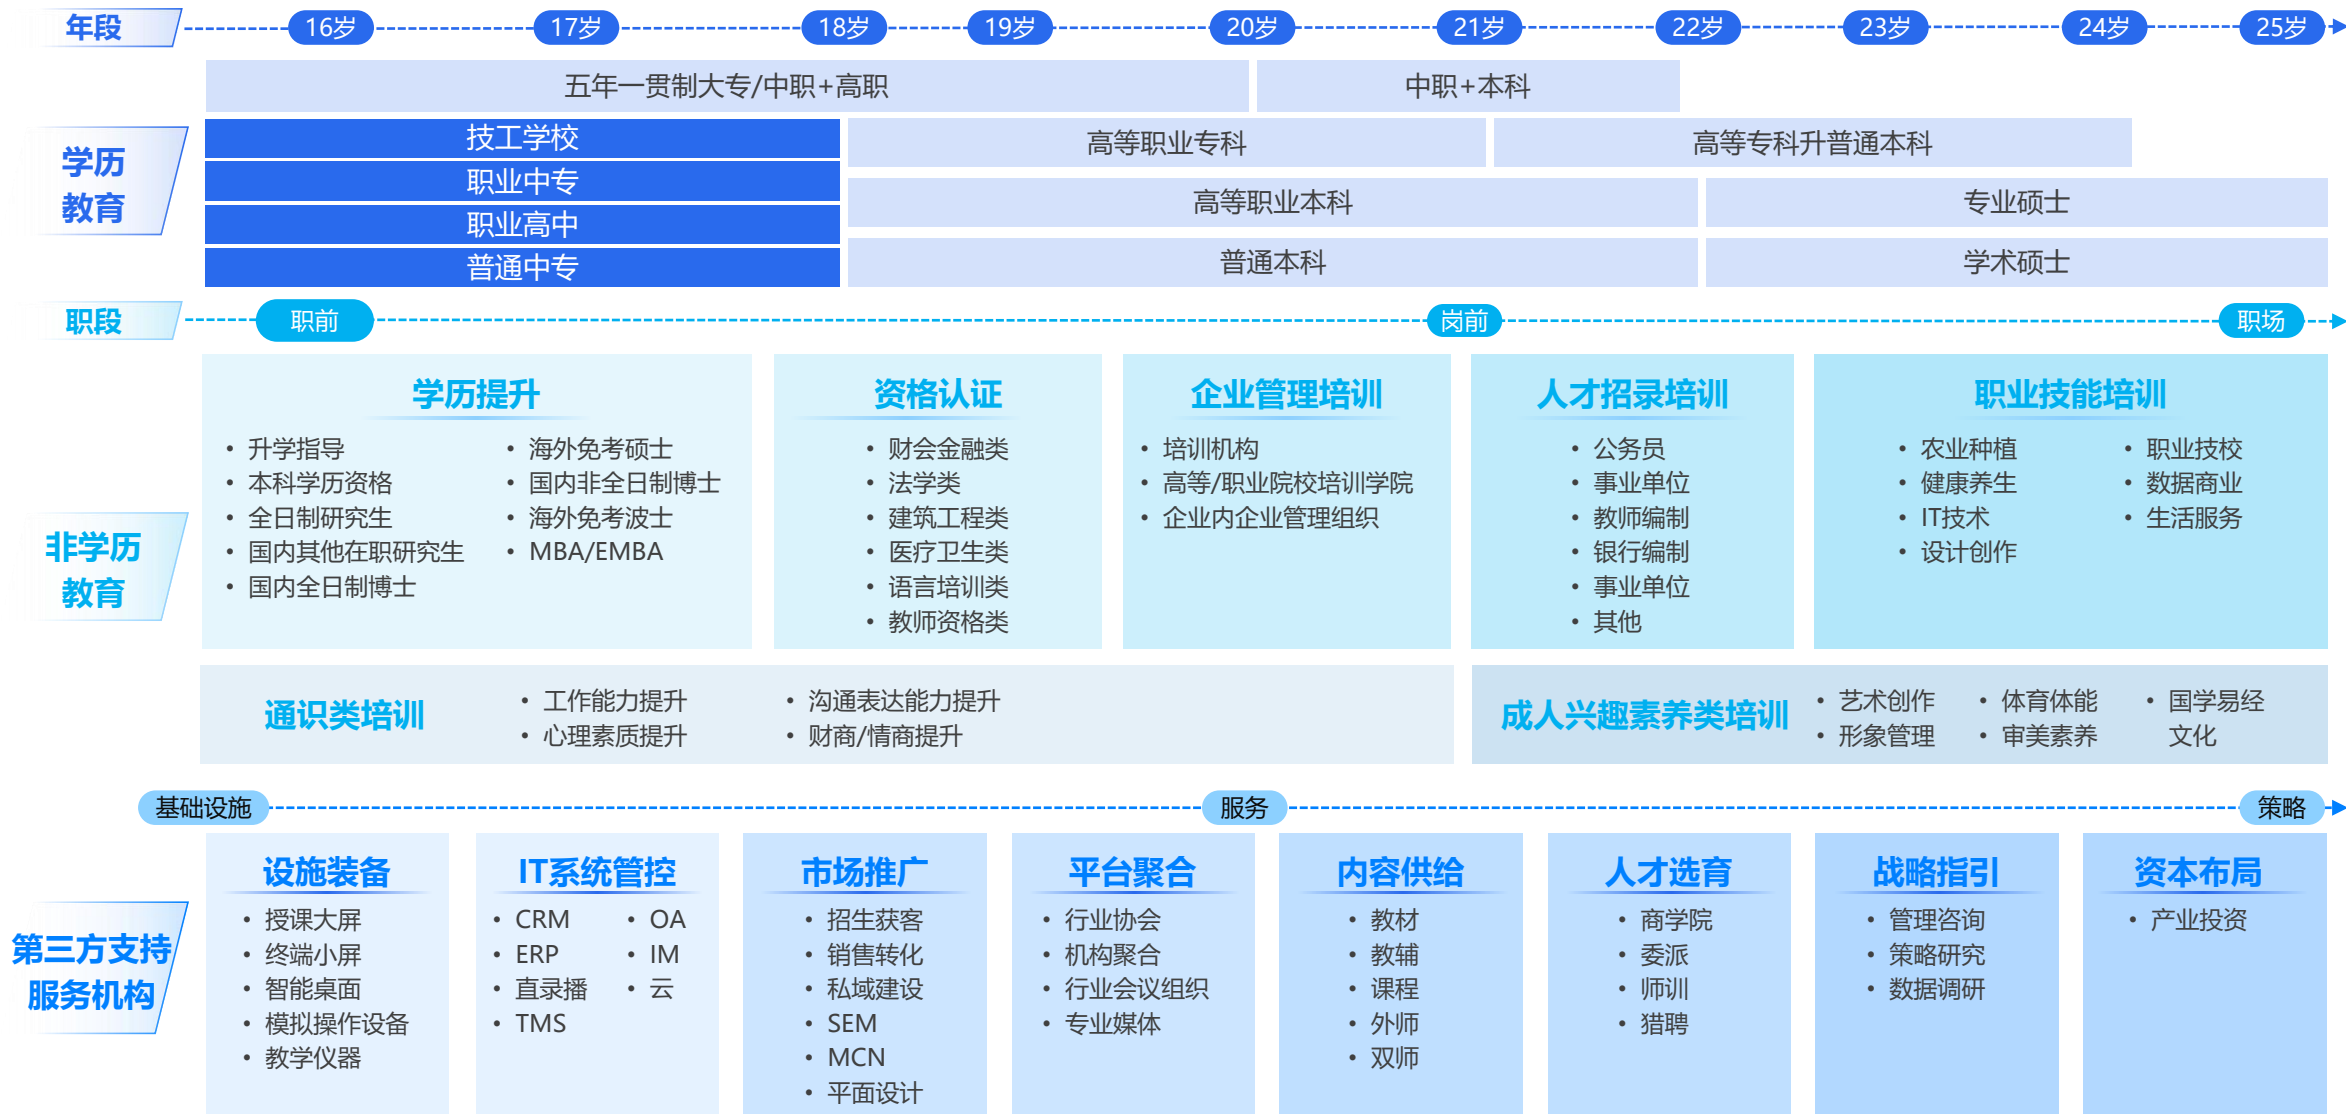 年段
16岁
17岁
18岁
19岁
20岁
21岁
22岁
23岁
24岁
25岁
五年一贯制大专/中职+高职
中职+本科
学历
教育
技工学校
职业中专
职业高中
普通中专
高等职业专科
高等专科升普通本科
高等职业本科
专业硕士
普通本科
学术硕士
职段
职前
岗前
职场
非学历
教育
学历提升
• 升学指导
• 本科学历资格
• 全日制研究生
• 国内其他在职研究生
• 国内全日制博士
• 海外免考硕士
• 国内非全日制博士
• 海外免考波士
• MBA/EMBA
资格认证
• 财会金融类
• 法学类
• 建筑工程类
• 医疗卫生类
• 语言培训类
• 教师资格类
企业管理培训
• 培训机构
• 高等/职业院校培训学院
• 企业内企业管理组织
人才招录培训
• 公务员
• 事业单位
• 教师编制
• 银行编制
• 事业单位
• 其他
职业技能培训
• 农业种植
• 健康养生
• IT技术
• 设计创作
• 职业技校
• 数据商业
• 生活服务
通识类培训
• 工作能力提升
• 心理素质提升
• 沟通表达能力提升
• 财商/情商提升
成人兴趣素养类培训
• 艺术创作
• 形象管理
• 体育体能
• 审美素养
• 国学易经
文化
基础设施
服务
策略
第三方支持
服务机构
设施装备
• 授课大屏
• 终端小屏
• 智能桌面
• 模拟操作设备
• 教学仪器
IT系统管控
• CRM
• ERP
• 直录播
• TMS
• OA
• IM
• 云
市场推广
• 招生获客
• 销售转化
• 私域建设
• SEM
• MCN
• 平面设计
平台聚合
• 行业协会
• 机构聚合
• 行业会议组织
• 专业媒体
内容供给
• 教材
• 教辅
• 课程
• 外师
• 双师
人才选育
• 商学院
• 委派
• 师训
• 猎聘
战略指引
• 管理咨询
• 策略研究
• 数据调研
资本布局
• 产业投资